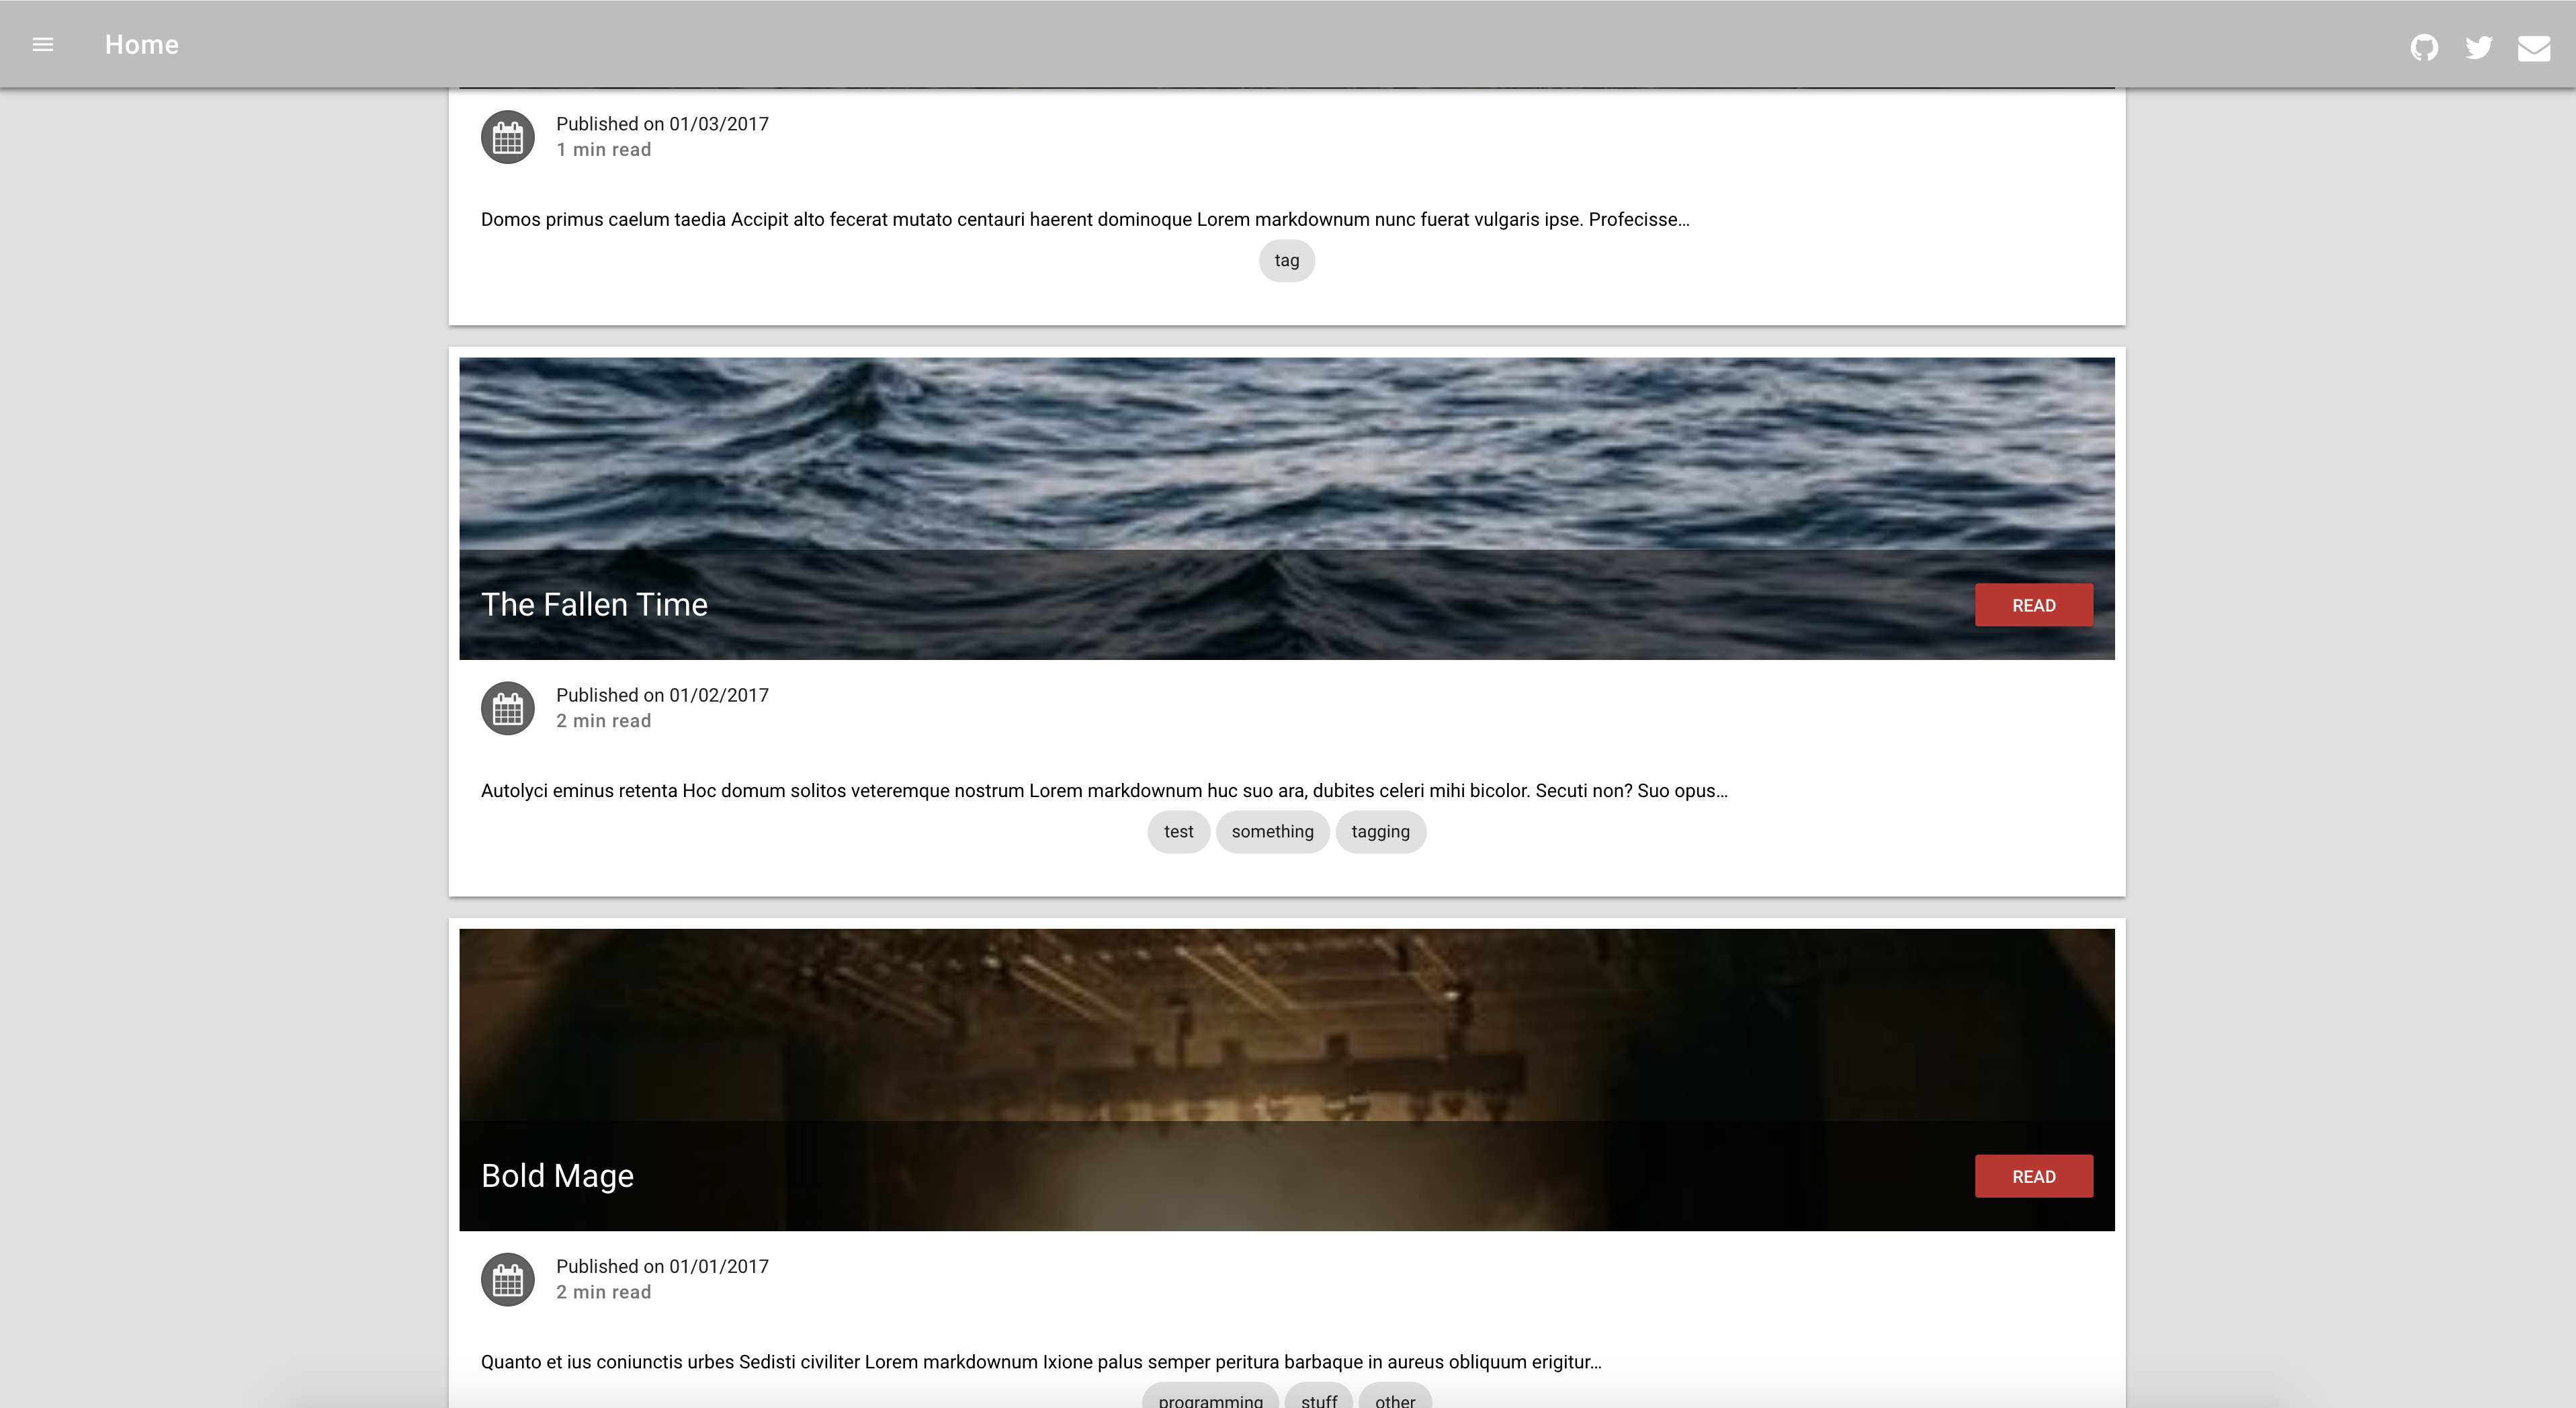 Home
Published on 01/03/2017
1 min read
Domos primus caelum taedia Accipit alto fecerat mutato centauri haerent dominoque Lorem markdownum nunc fuerat vulgaris ipse. Profecisse...
tag
The Fallen Time
READ
Published on 01/02/2017
2 min read
Autolyci eminus retenta Hoc domum solitos veteremque nostrum Lorem markdownum huc suo ara, dubites celeri mihi bicolor. Secuti non? Suo opus...
test something tagging
Bold Mage
READ
Published on 01/01/2017
2 min read
Quanto et ius coniunctis urbes Sedisti civiliter Lorem markdownum Ixione palus semper peritura barbaque in aureus obliquum erigitur...
programming stuff other